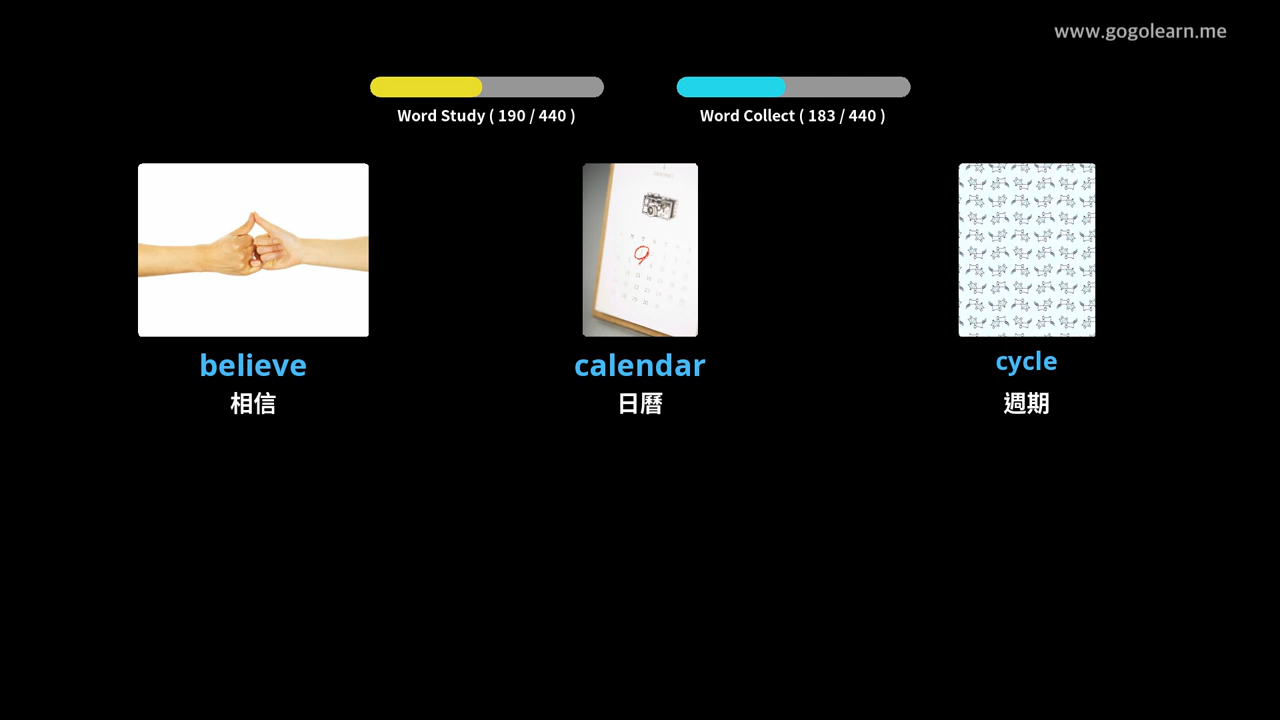 www.gogolearn.me
Word Study ( 190 / 440 )
Word Collect ( 183 / 440 )
believe
calendar
cycle
相信
日曆
週期